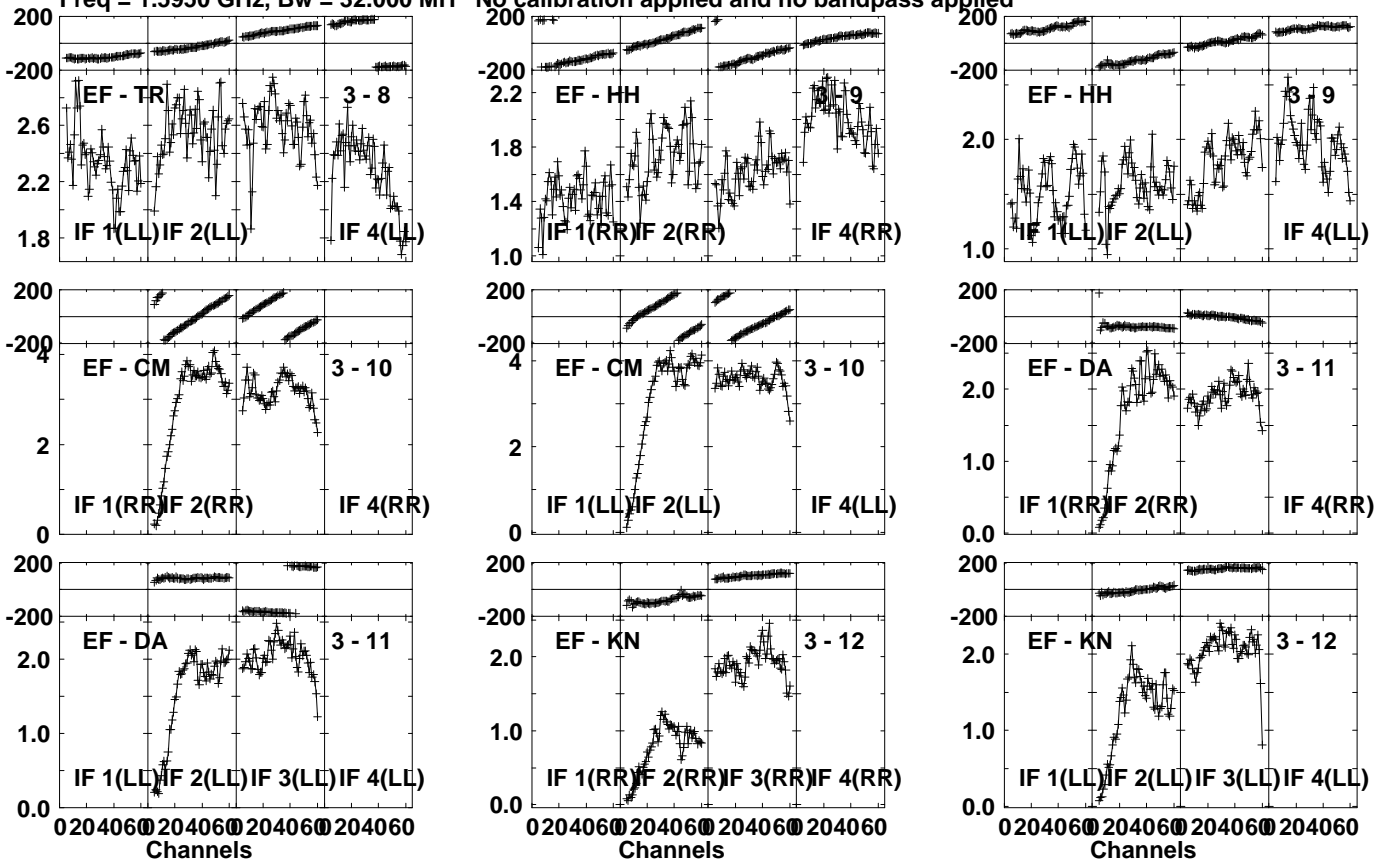 Freq = 1.5950 GHz, Bw = 32.000 MH No calibration applied and no bandpass applied
200
-200
EF - TR
3 - 8
2.6
2.2
1.8
IF 1(LL)
IF 2(LL)
IF 4(LL)
200
-200
EF - HH
3 - 9
2.2
1.8
1.4
1.0
IF 1(RR)
IF 2(RR)
IF 4(RR)
200
-200
EF - HH
3 - 9
2.0
1.0
IF 1(LL)
IF 2(LL)
IF 4(LL)
200
-200
EF - CM
3 - 10
4
2
0
IF 1(RR)
IF 2(RR)
IF 4(RR)
200
-200
EF - CM
3 - 10
4
2
0
IF 1(LL)
IF 2(LL)
IF 4(LL)
200
-200
EF - DA
3 - 11
2.0
1.0
0.0
IF 1(RR)
IF 2(RR)
IF 4(RR)
200
-200
EF - DA
3 - 11
2.0
1.0
0.0
IF 1(LL)
IF 2(LL)
IF 3(LL)
IF 4(LL)
0 20 40 60 0 20 40 60 0 20 40 60 0 20 40 60
Channels
200
-200
EF - KN
3 - 12
2.0
1.0
0.0
IF 1(RR)
IF 2(RR)
IF 3(RR)
IF 4(RR)
0 20 40 60 0 20 40 60 0 20 40 60 0 20 40 60
Channels
200
-200
EF - KN
3 - 12
2.0
1.0
0.0
IF 1(LL)
IF 2(LL)
IF 3(LL)
IF 4(LL)
0 20 40 60 0 20 40 60 0 20 40 60 0 20 40 60
Channels